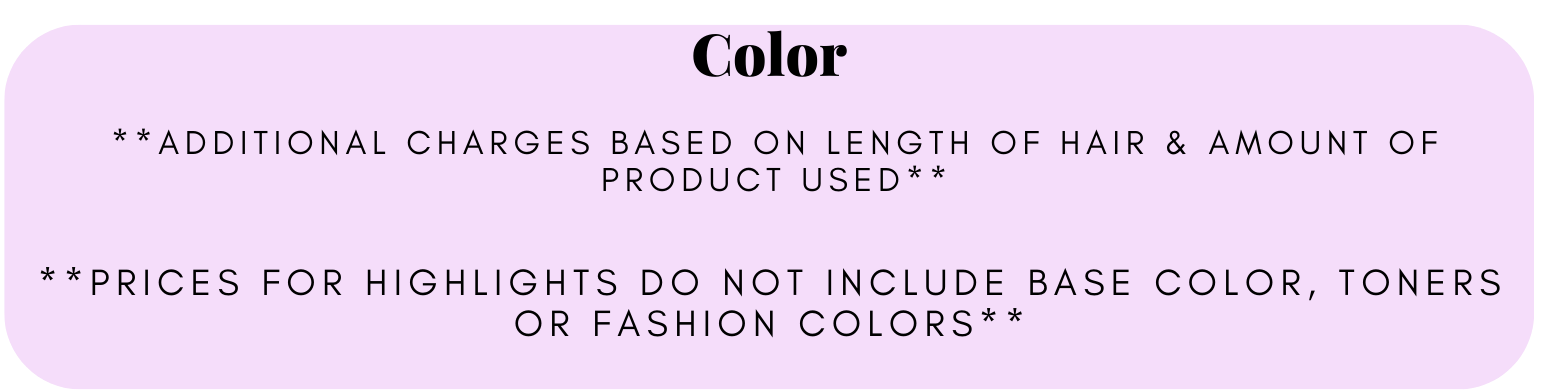 Color
**ADDITIONAL CHARGES BASED ON LENGTH OF HAIR & AMOUNT OF
PRODUCT USED**
**PRICES FOR HIGHLIGHTS DO NOT INCLUDE BASE COLOR, TONERS
OR FASHION COLORS**